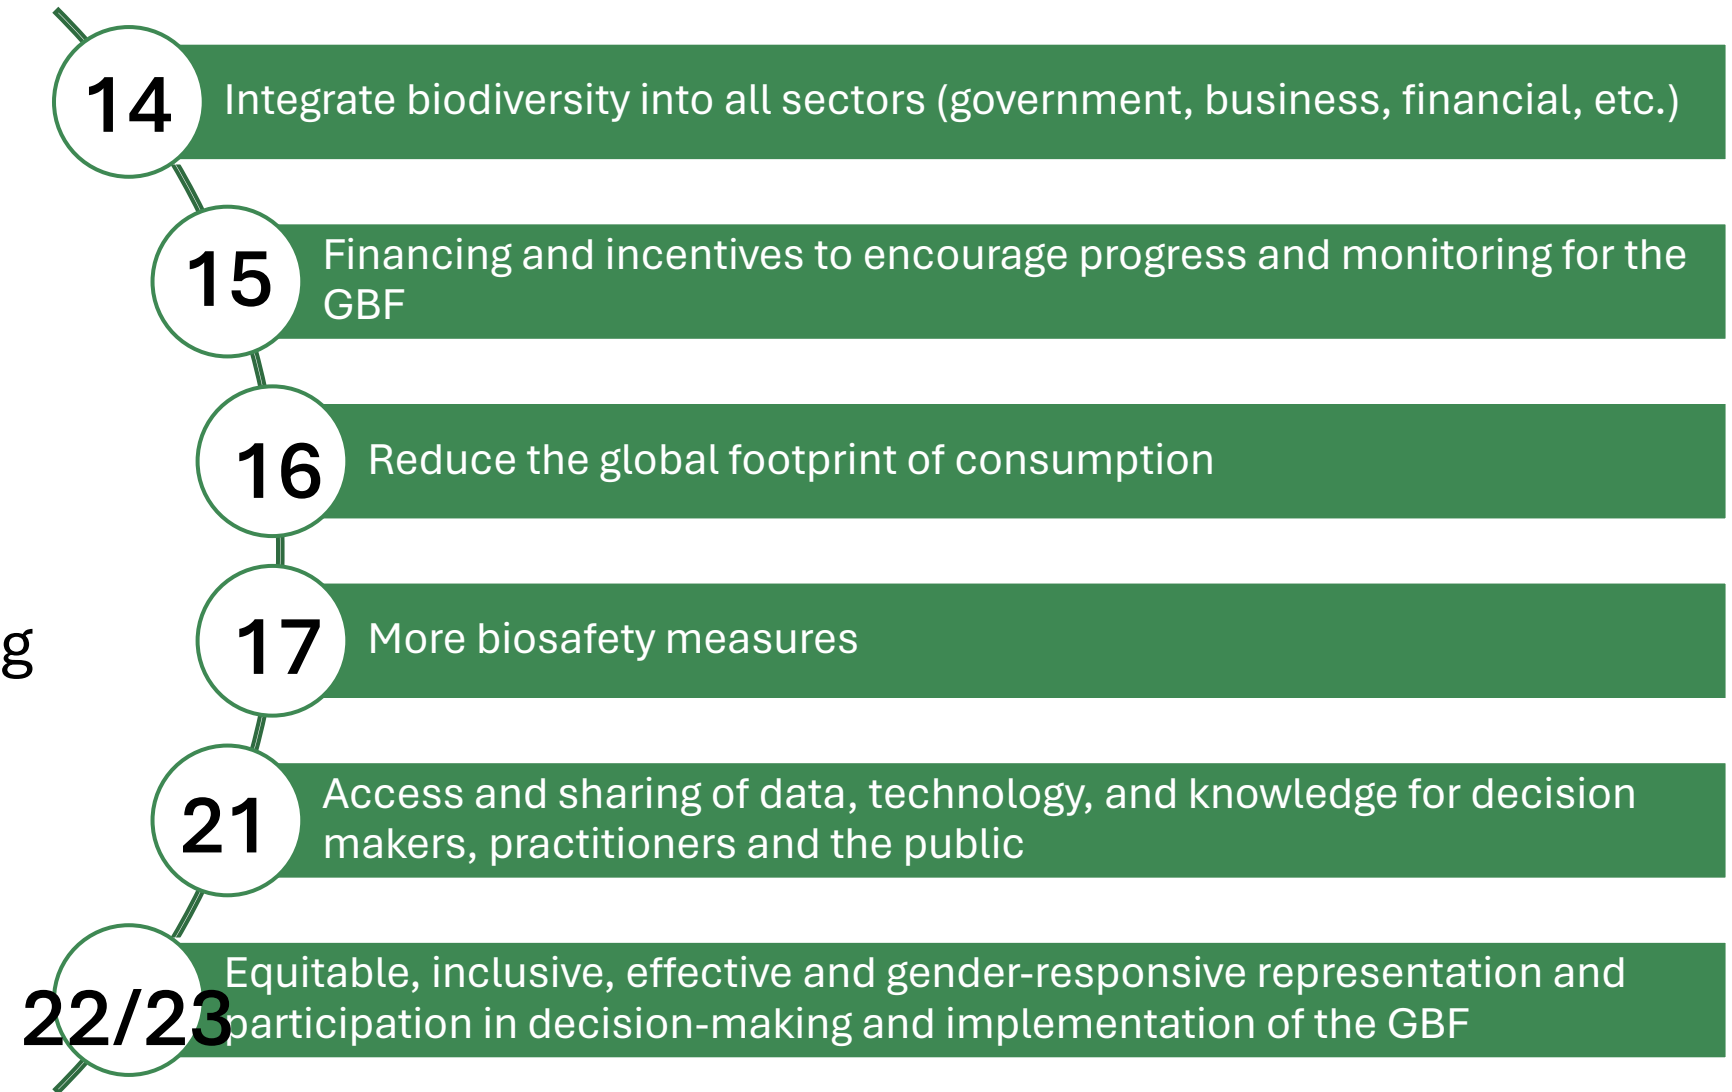 14
Integrate biodiversity into all sectors (government, business, financial, etc.)
15
Financing and incentives to encourage progress and monitoring for the
GBF
16
Reduce the global footprint of consumption
g
17
More biosafety measures
21
Access and sharing of data, technology, and knowledge for decision
makers, practitioners and the public
22/23
Equitable, inclusive, effective and gender-responsive representation and
participation in decision-making and implementation of the GBF